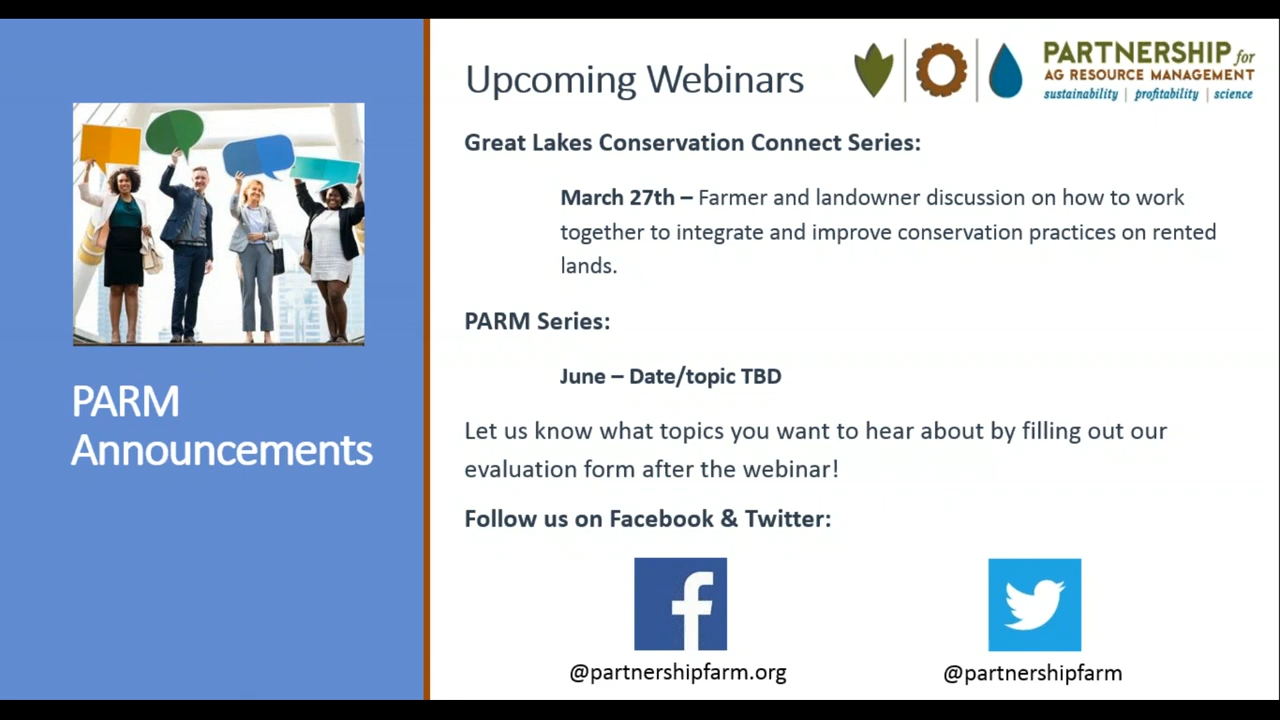 Upcoming Webinars
PARTNERSHIP for
AG RESOURCE MANAGEMENT
sustainability | profitability | science
Great Lakes Conservation Connect Series:
March 27th – Farmer and landowner discussion on how to work
together to integrate and improve conservation practices on rented
lands.
PARM Series:
June – Date/topic TBD
Let us know what topics you want to hear about by filling out our
evaluation form after the webinar!
Follow us on Facebook & Twitter:
@partnershipfarm.org
@partnershipfarm
PARM
Announcements